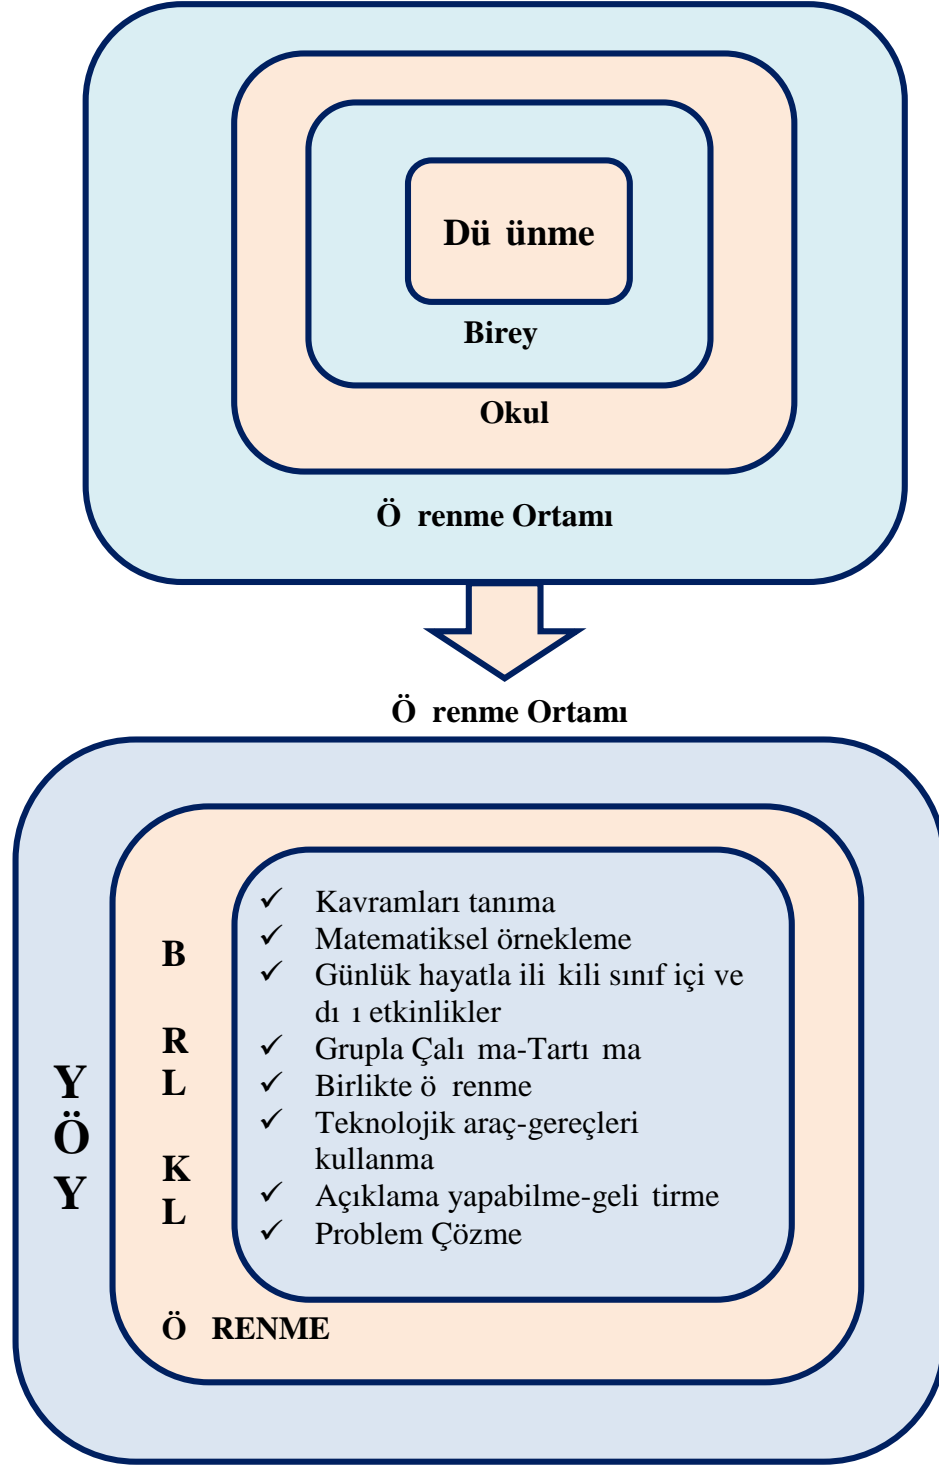 Dü ünme
Birey
Okul
Ö renme Ortamı
Ö renme Ortamı
Y
Ö
Y
B
R
L
K
L
Ö RENME
✓ Kavramları tanıma
✓ Matematiksel örnekleme
✓ Günlük hayatla ili kili sınıf içi ve
dı ı etkinlikler
✓ Grupla Çalı ma-Tartı ma
✓ Birlikte ö renme
✓ Teknolojik araç-gereçleri
kullanma
✓ Açıklama yapabilme-geli tirme
✓ Problem Çözme